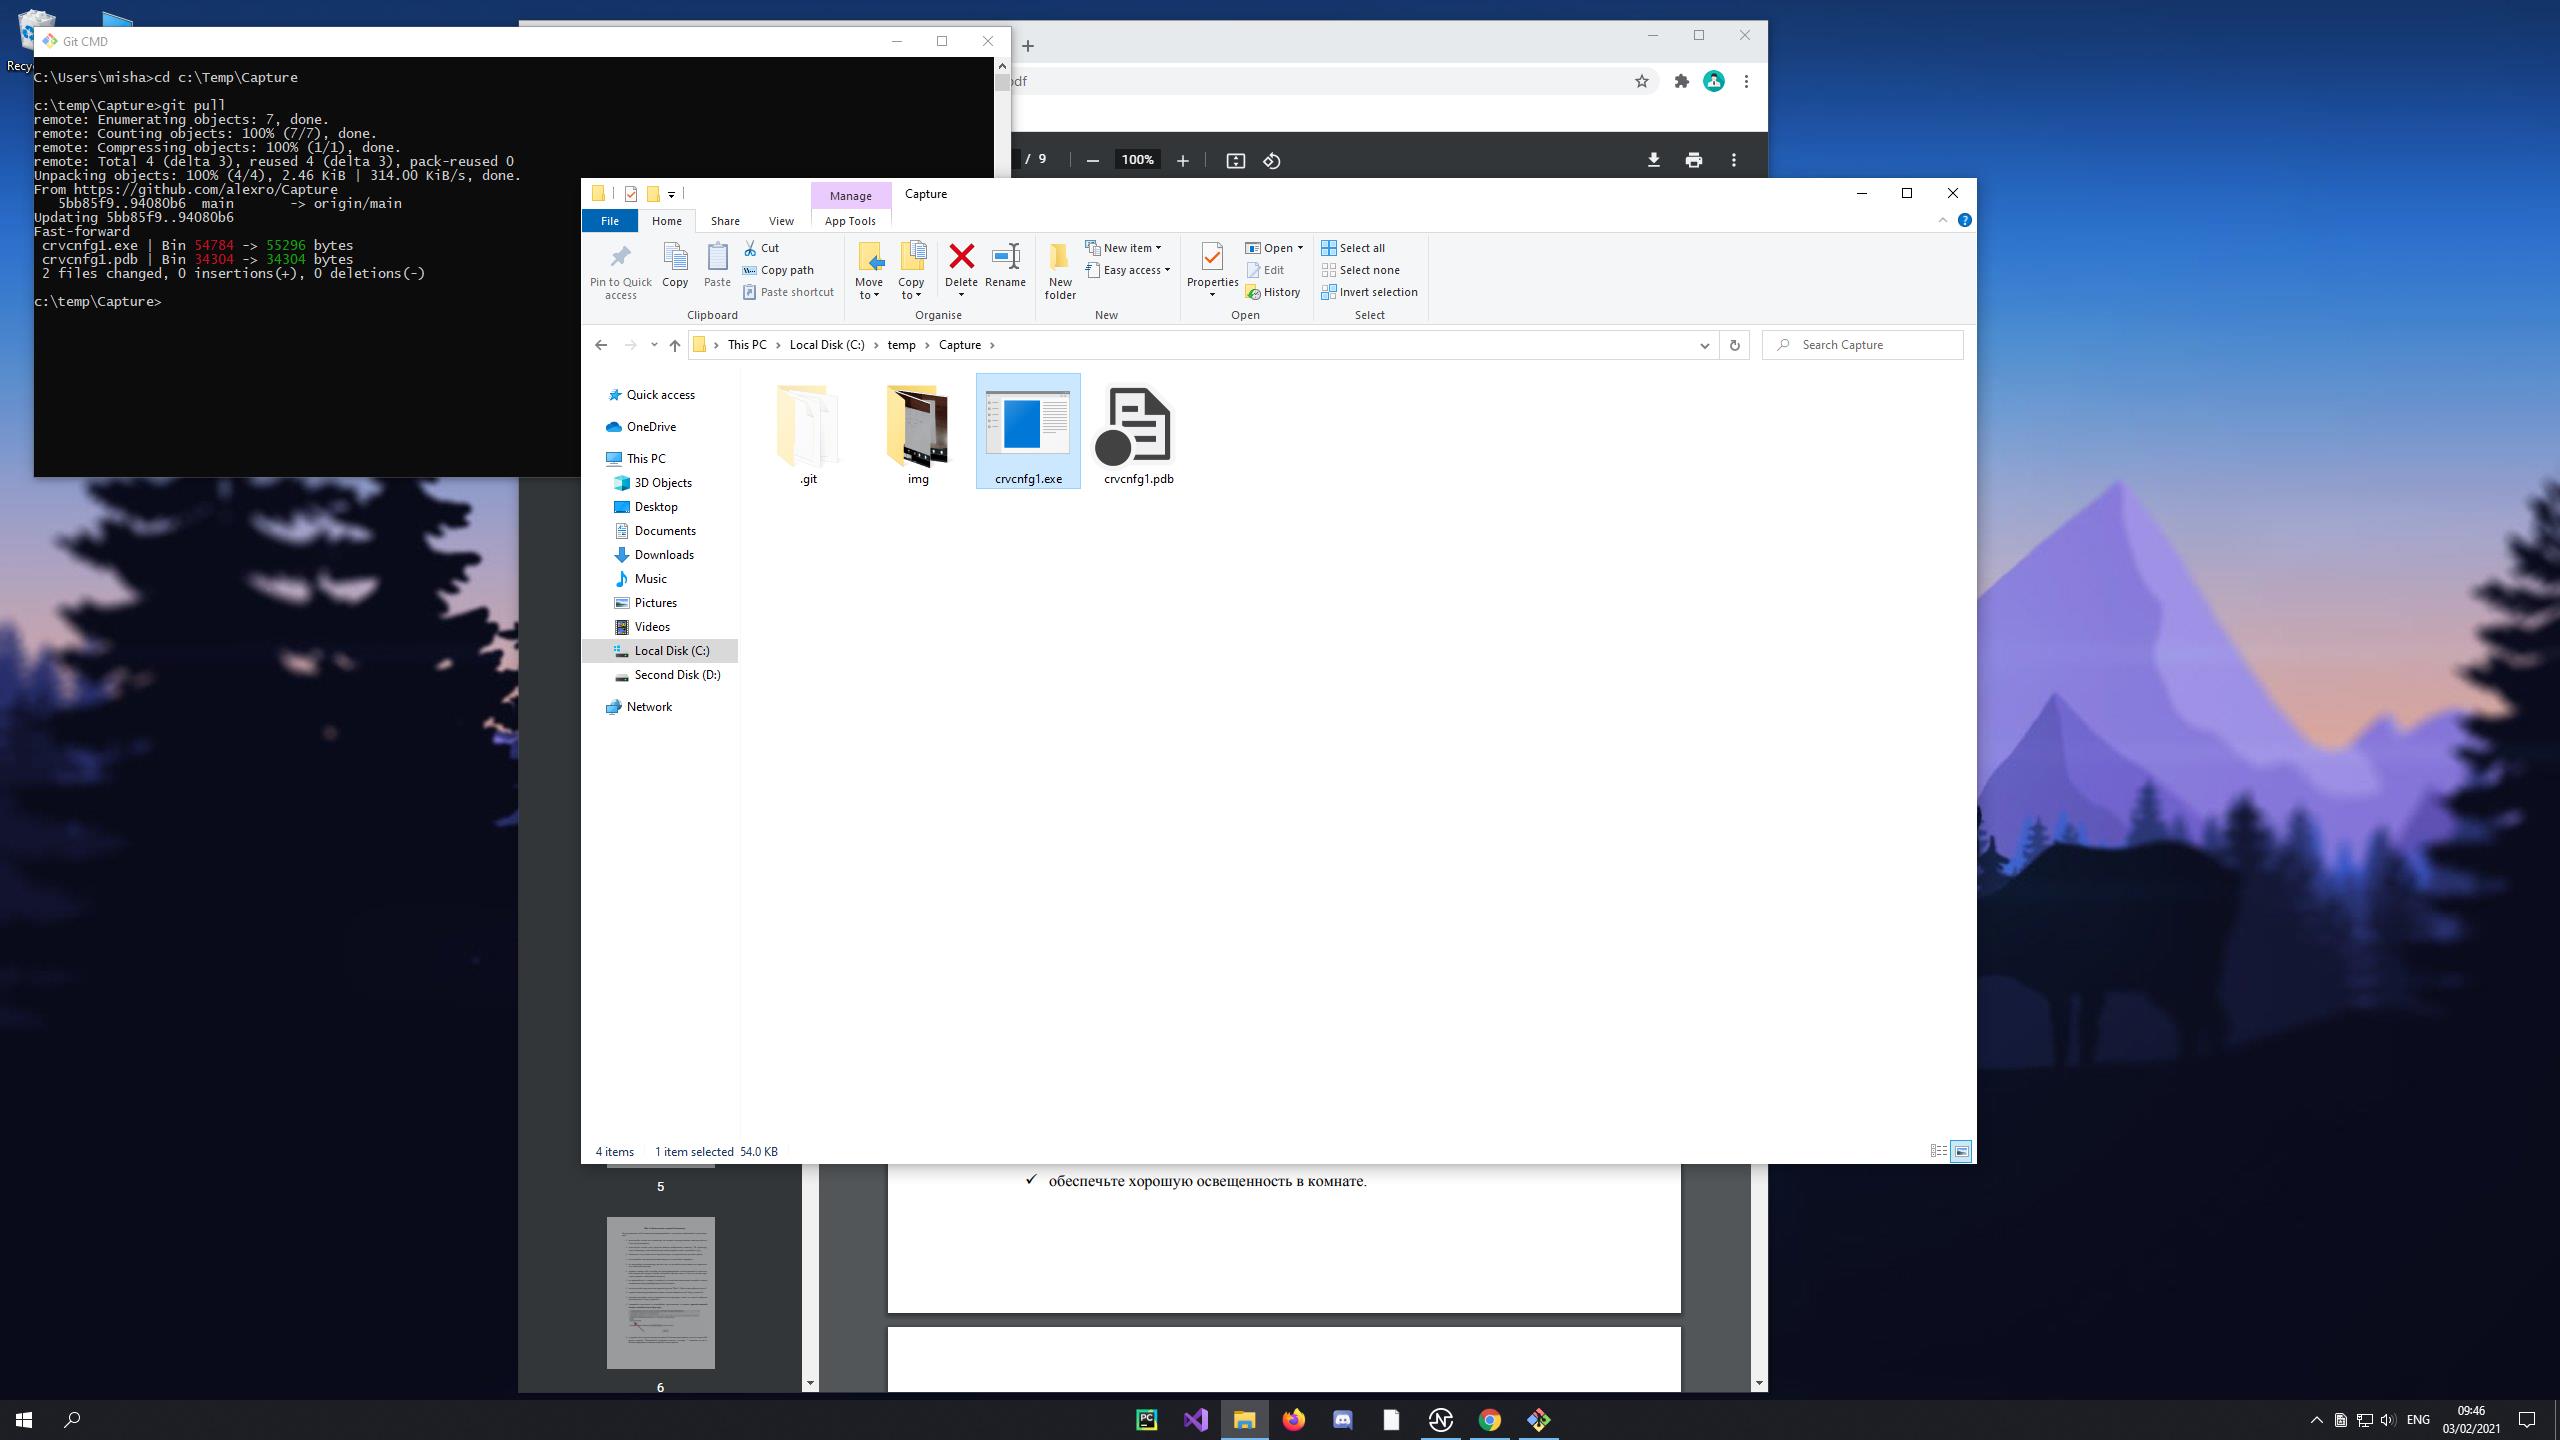 Recy
Git CMD
C:\Users\misha>cd c:\Temp\Capture
c:\temp\Capture>git pull
remote: Enumerating objects: 7, done.
remote: Counting objects: 100% (7/7), done.
remote: Compressing objects: 100% (1/1), done.
remote: Total 4 (delta 3), reused 4 (delta 3), pack-reused 0
Unpacking objects: 100% (4/4), 2.46 KiB | 314.00 KiB/s, done.
From https://github.com/alexro/Capture
5bb85f9..94080b6  main       -> origin/main
Updating 5bb85f9..94080b6
Fast-forward
crvcnfg1.exe | Bin 54784 -> 55296 bytes
crvcnfg1.pdb | Bin 34304 -> 34304 bytes
2 files changed, 0 insertions(+), 0 deletions(-)
c:\temp\Capture>
pdf
/ 9
100%
Manage
Capture
File
Home
Share
View
App Tools
Pin to Quick access
Copy
Paste
Cut
Copy path
Paste shortcut
Clipboard
Move to
Copy to
Delete
Rename
Organise
New folder
New item
Easy access
New
Properties
Open
Edit
History
Open
Select all
Select none
Invert selection
Select
This PC > Local Disk (C:) > temp > Capture >
Search Capture
Quick access
OneDrive
This PC
3D Objects
Desktop
Documents
Downloads
Music
Pictures
Videos
Local Disk (C:)
Second Disk (D:)
Network
.git
img
crvcnfg1.exe
crvcnfg1.pdb
4 items
1 item selected 54.0 KB
5
✓ обеспечьте хорошую освещенность в комнате.
6
PC
N
ENG
09:46
03/02/2021